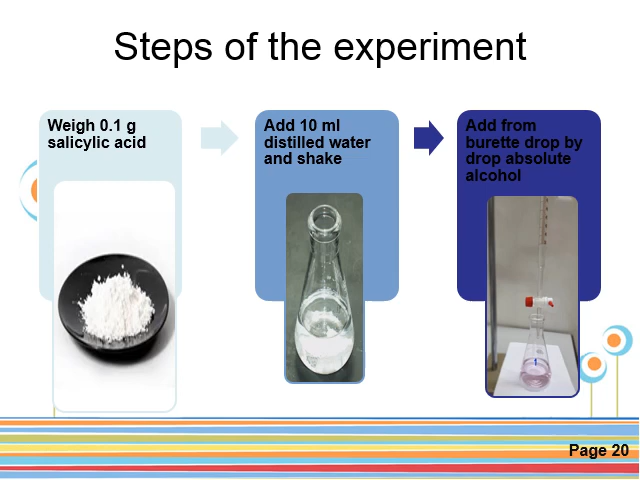 Steps of the experiment
Weigh 0.1 g
salicylic acid
Add 10 ml
distilled water
and shake
Add from
burette drop by
drop absolute
alcohol
Page 20